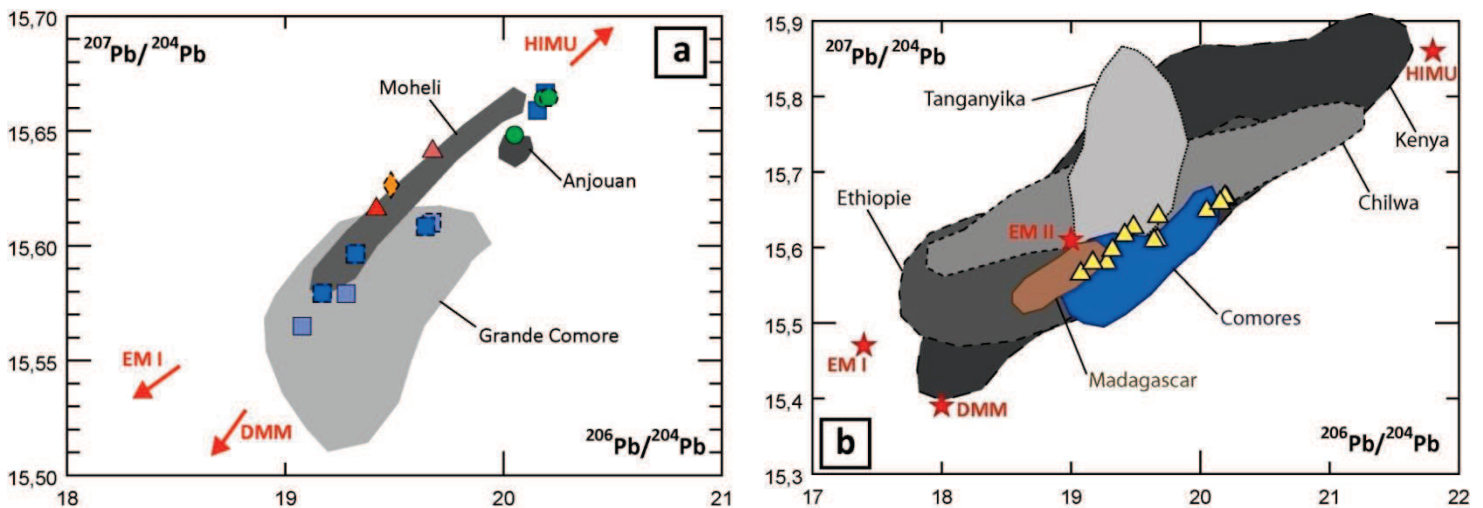 15,70
15,65
15,60
15,55
15,50
²⁰⁷Pb/²⁰⁴Pb
HIMU
a
Moheli
Anjouan
Grande Comore
EM I
DMM
²⁰⁶Pb/²⁰⁴Pb
18
19
20
21
15,9
15,8
15,7
15,6
15,5
15,4
15,3
²⁰⁷Pb/²⁰⁴Pb
HIMU
Tanganyika
Kenya
Chilwa
Ethiopie
EM II
Comores
EM I
Madagascar
DMM
b
²⁰⁶Pb/²⁰⁴Pb
17
18
19
20
21
22